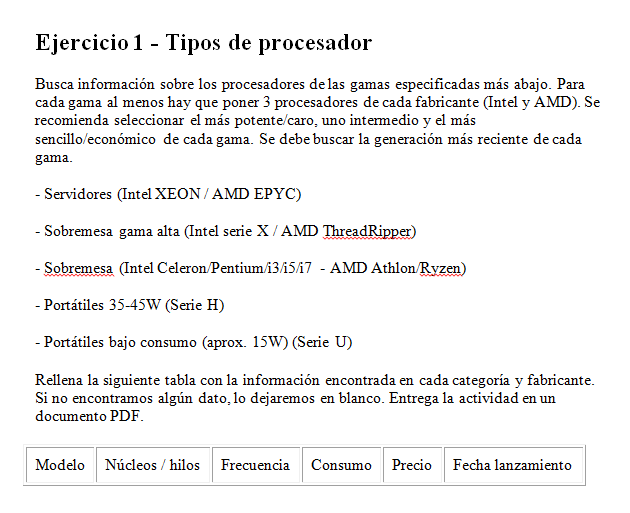 Ejercicio 1 - Tipos de procesador
Busca información sobre los procesadores de las gamas especificadas más abajo. Para
cada gama al menos hay que poner 3 procesadores de cada fabricante (Intel y AMD). Se
recomienda seleccionar el más potente/caro, uno intermedio y el más
sencillo/económico de cada gama. Se debe buscar la generación más reciente de cada
gama.
- Servidores (Intel XEON / AMD EPYC)
- Sobremesa gama alta (Intel serie X / AMD ThreadRipper)
- Sobremesa (Intel Celeron/Pentium/i3/i5/i7 - AMD Athlon/Ryzen)
- Portátiles 35-45W (Serie H)
- Portátiles bajo consumo (aprox. 15W) (Serie U)
Rellena la siguiente tabla con la información encontrada en cada categoría y fabricante.
Si no encontramos algún dato, lo dejaremos en blanco. Entrega la actividad en un
documento PDF.
Modelo Núcleos / hilos Frecuencia Consumo Precio Fecha lanzamiento